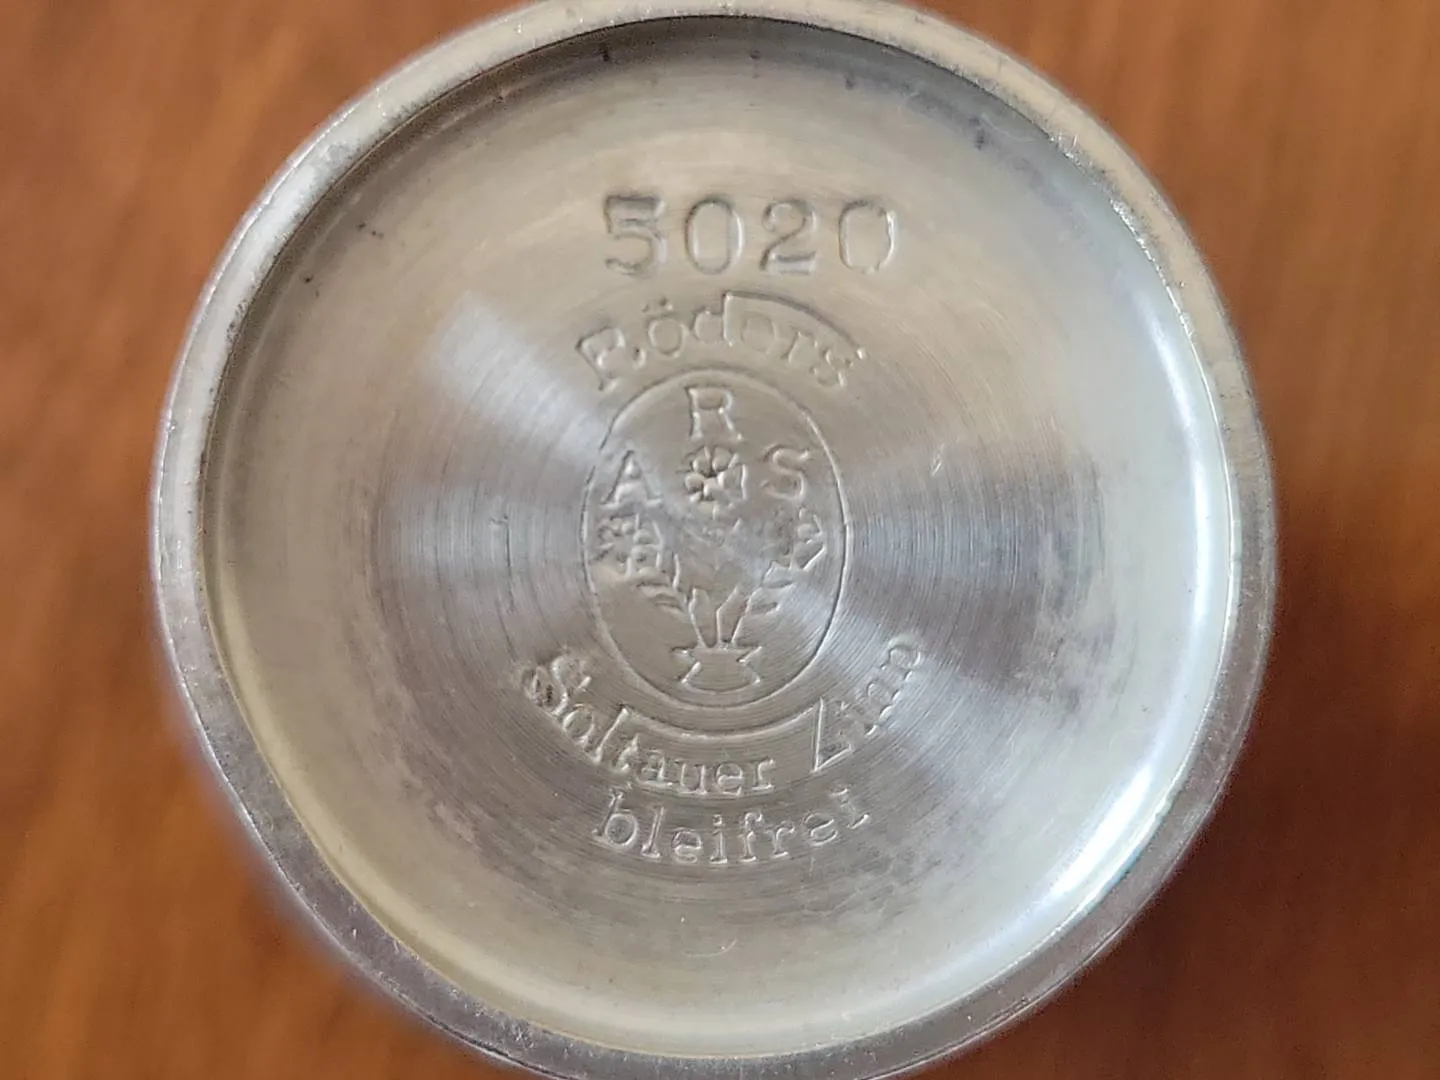 5020
Röders
R
A S
Soltauer Zinn
bleifrei